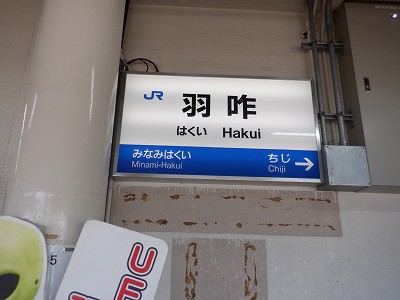 JR 羽咋
はくい Hakui
みなみはくい ちじ →
Minami-Hakui Chiji
5
UF